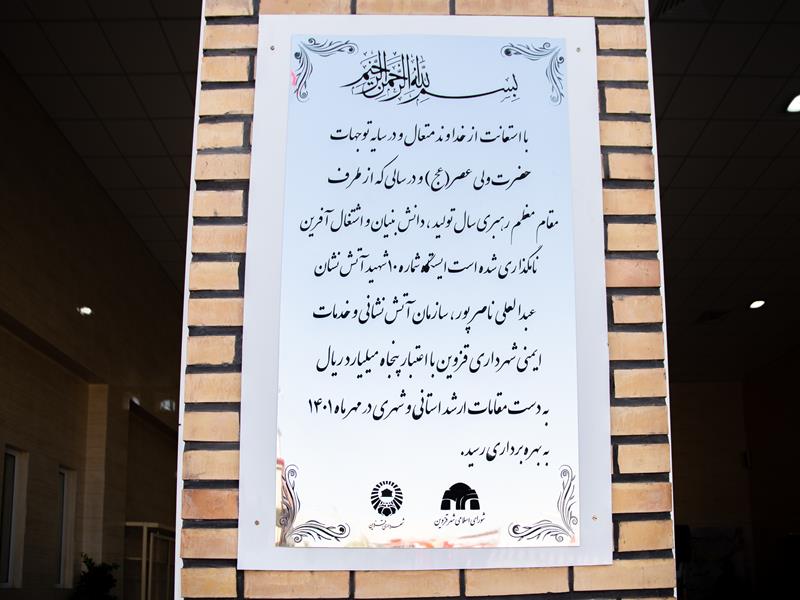 بسم الله الرحمن الرحیم
با استعانت از خداوند متعال و در سایه توجهات
حضرت ولی عصر (عج) و در سالی که از طرف
مقام معظم رهبری سال تولید، دانش بنیان و اشتغال آفرین
نامگذاری شده است ایستگاه شماره ۱۰ شهید آتش نشان
عبدالعلی ناصرپور، سازمان آتش نشانی و خدمات
ایمنی شهرداری قزوین با اعتبار پنجاه میلیارد ریال
به دست مقامات ارشد استانی و شهری در مهرماه ۱۴۰۱
به بهره برداری رسید.
شورای اسلامی شهر قزوین
شهرداری قزوین